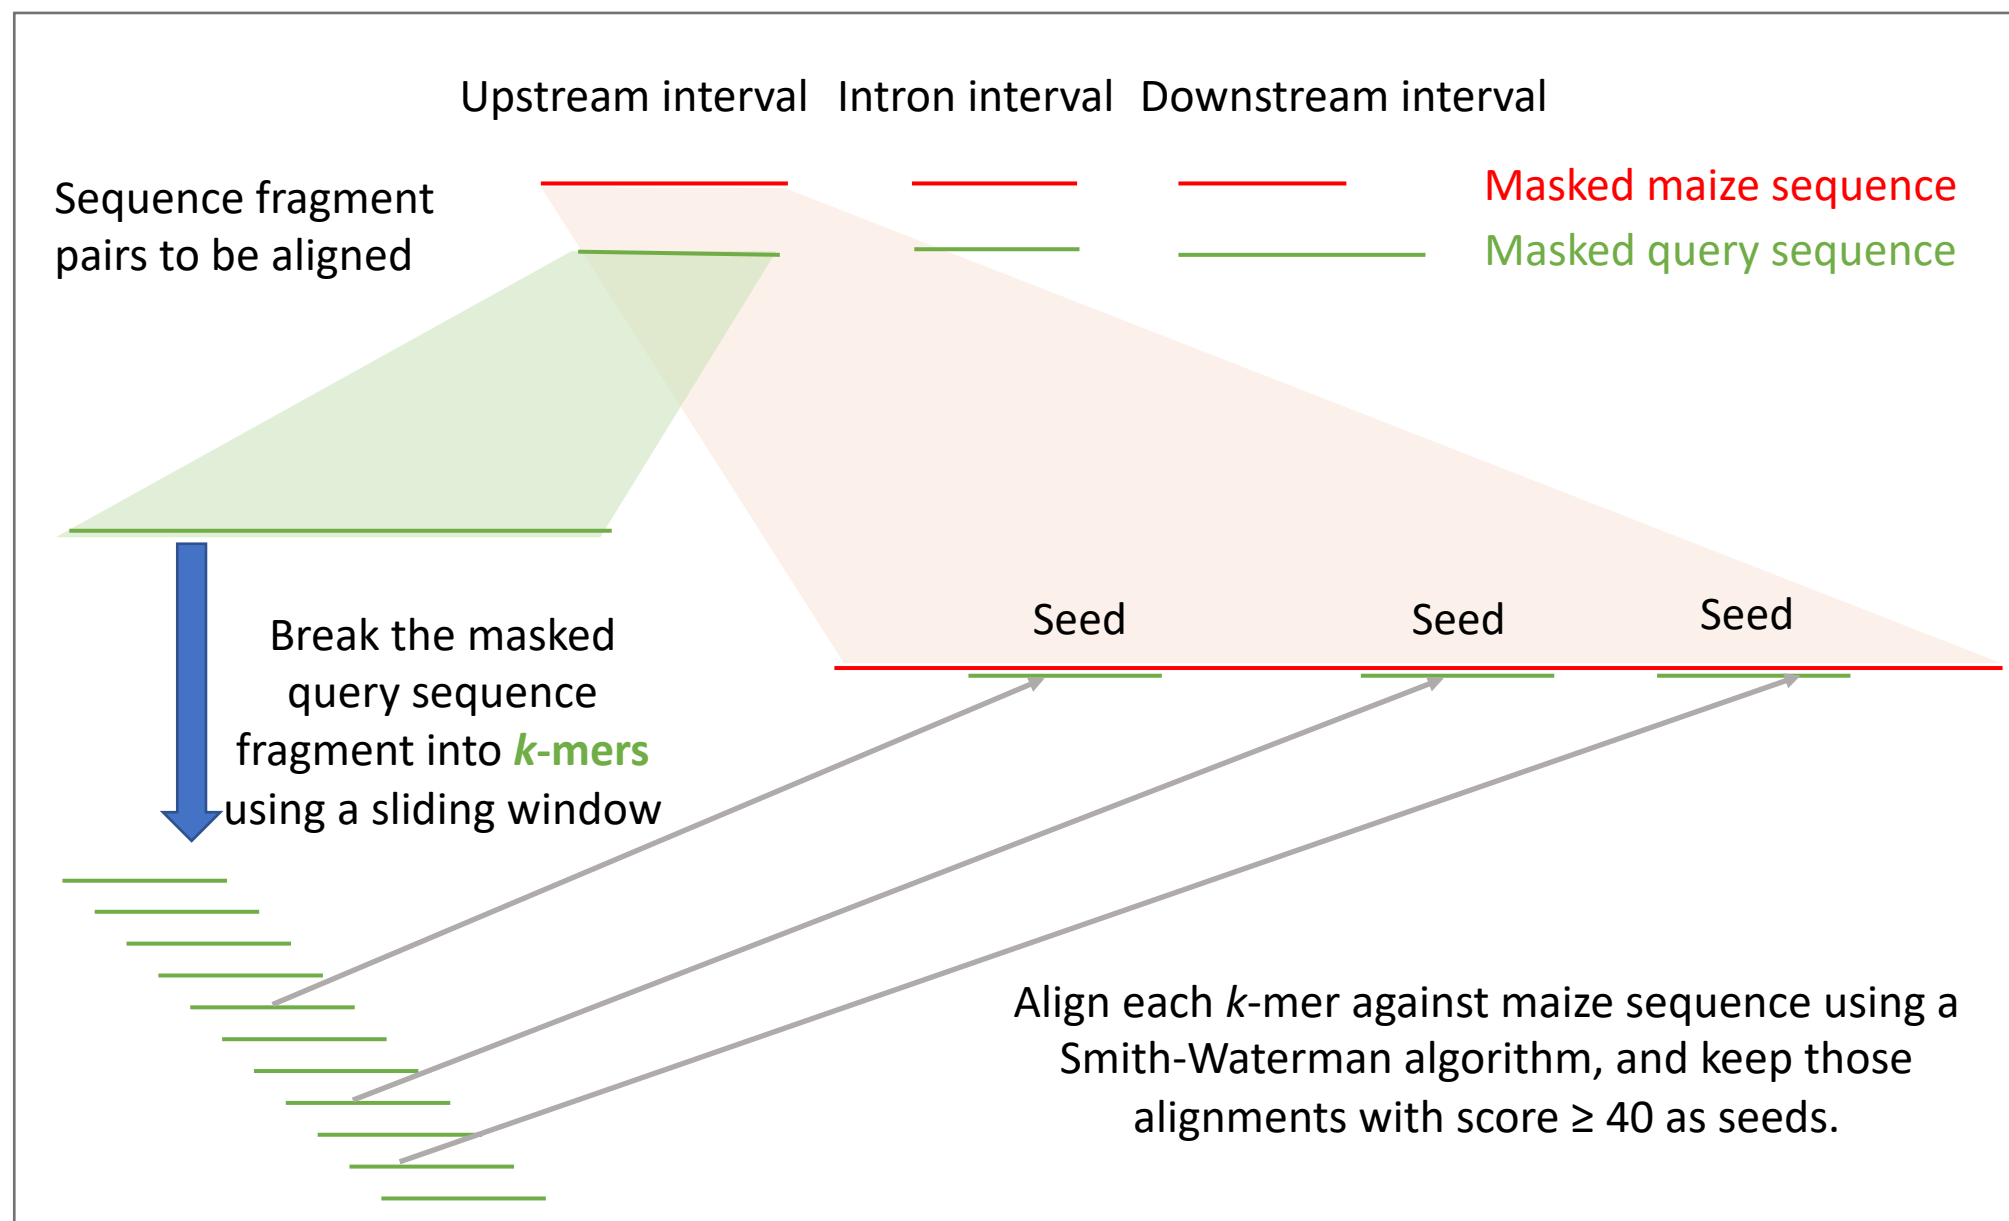 Upstream interval Intron interval Downstream interval
Sequence fragment
pairs to be aligned
Masked maize sequence
Masked query sequence
Seed Seed Seed
Break the masked
query sequence
fragment into k-mers
using a sliding window
Align each k-mer against maize sequence using a
Smith-Waterman algorithm, and keep those
alignments with score ≥ 40 as seeds.